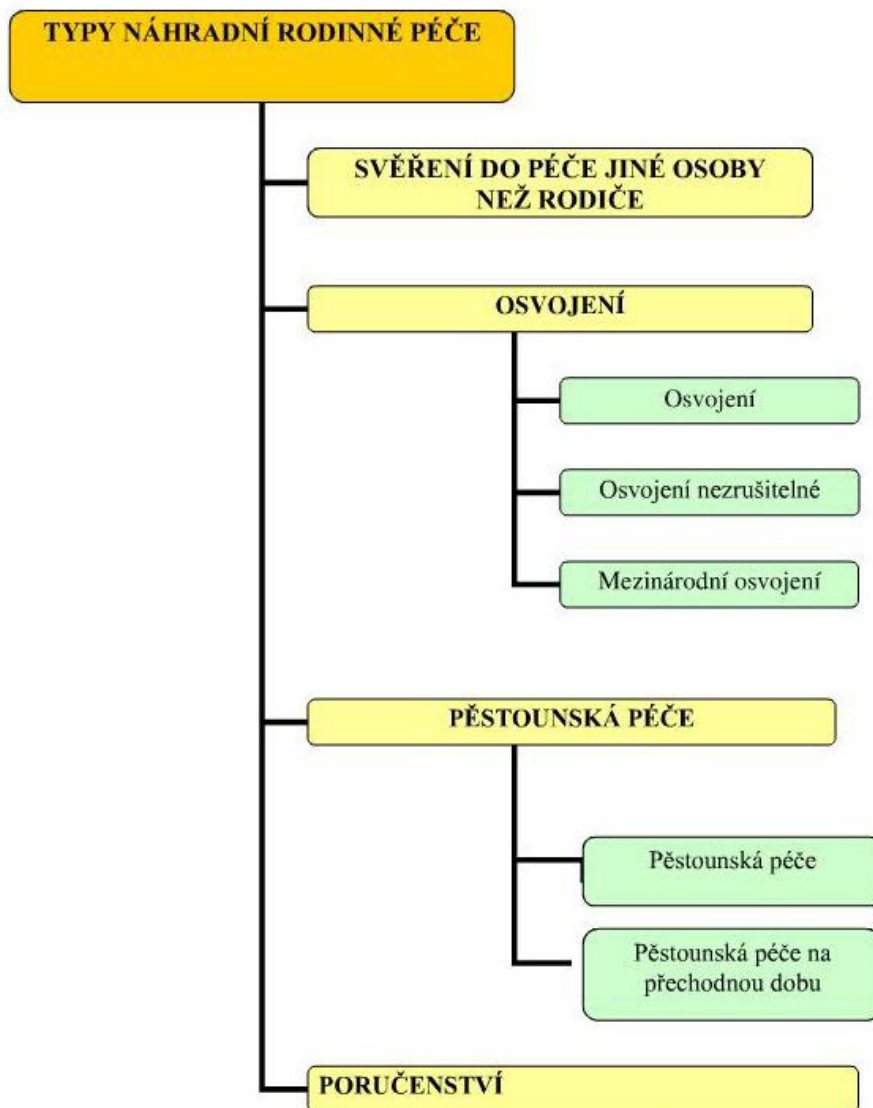 TYPY NÁHRADNÍ RODINNÉ PÉČE
SVĚŘENÍ DO PÉČE JINÉ OSOBY
NEŽ RODIČE
OSVOJENÍ
Osvojení
Osvojení nezrušitelné
Mezinárodní osvojení
PĚSTOUNSKÁ PÉČE
Pěstounská péče
Pěstounská péče na
přechodnou dobu
PORUČENSTVÍ